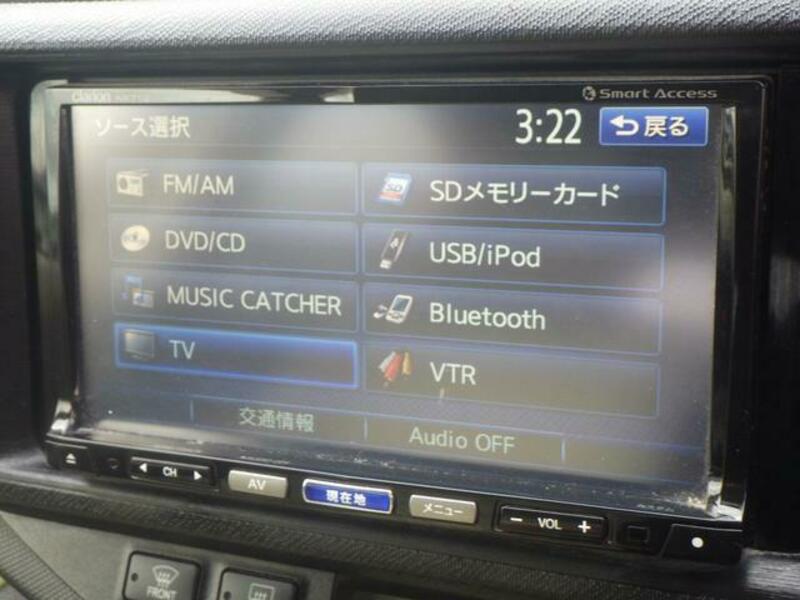 clarion
Smart Access
ソース選択
3:22
戻る
FM/AM
SDメモリーカード
DVD/CD
USB/iPod
MUSIC CATCHER
Bluetooth
TV
VTR
交通情報
Audio OFF
CH
AV
現在地
メニュー
− VOL +
FRONT